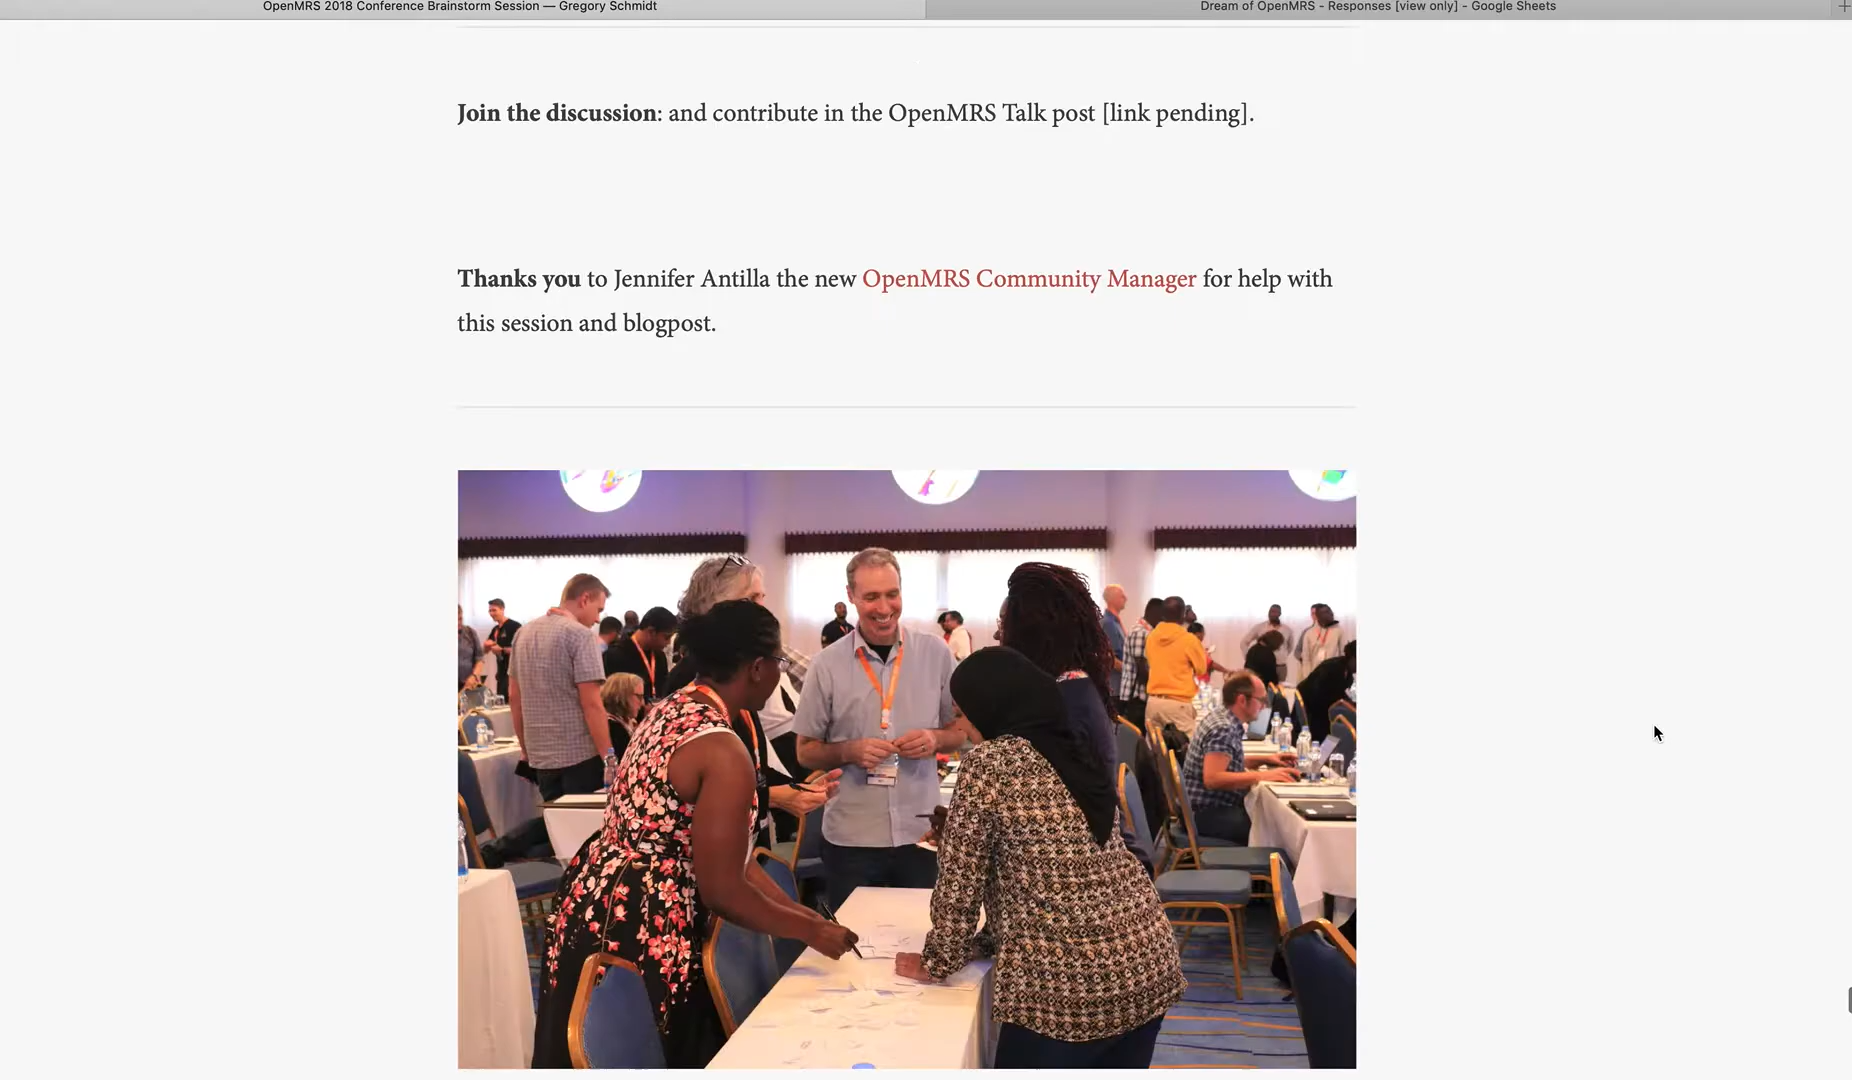 OpenMRS 2018 Conference Brainstorm Session — Gregory Schmidt
Dream of OpenMRS - Responses [view only] - Google Sheets
Join the discussion: and contribute in the OpenMRS Talk post [link pending].
Thanks you to Jennifer Antilla the new OpenMRS Community Manager for help with
this session and blogpost.